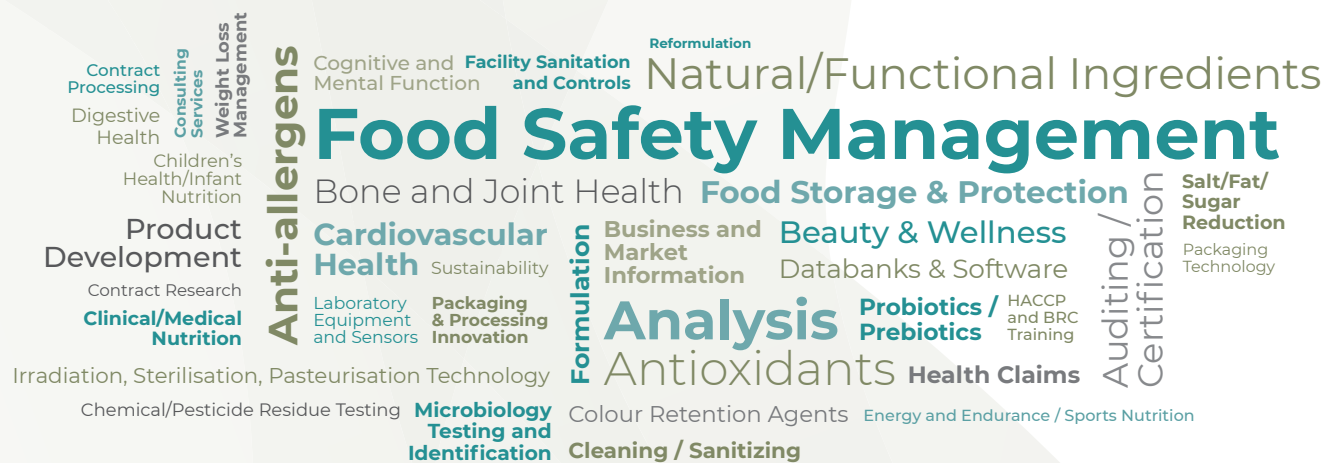 Contract
Processing
Consulting
Services
Weight Loss
Management
Digestive
Health
Children's
Health/Infant
Nutrition
Product
Development
Contract Research
Clinical/Medical
Nutrition
Anti-allergens
Cognitive and
Mental Function
Facility Sanitation
and Controls
Reformulation
Natural/Functional Ingredients
Food Safety Management
Bone and Joint Health
Food Storage & Protection
Cardiovascular
Health
Sustainability
Laboratory
Equipment
and Sensors
Packaging
& Processing
Innovation
Formulation
Business and
Market
Information
Beauty & Wellness
Databanks & Software
Analysis
Probiotics /
Prebiotics
HACCP
and BRC
Training
Auditing /
Certification
Salt/Fat/
Sugar
Reduction
Packaging
Technology
Irradiation, Sterilisation, Pasteurisation Technology
Antioxidants
Health Claims
Chemical/Pesticide Residue Testing
Microbiology
Testing and
Identification
Colour Retention Agents
Energy and Endurance / Sports Nutrition
Cleaning / Sanitizing